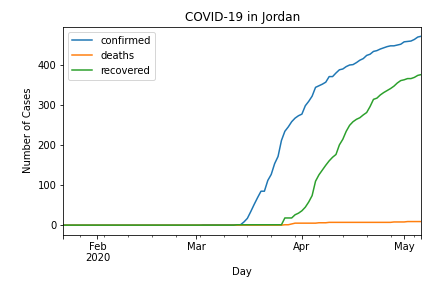 COVID-19 in Jordan
confirmed
deaths
recovered
Number of Cases
400
300
200
100
0
Feb
2020
Mar
Apr
May
Day